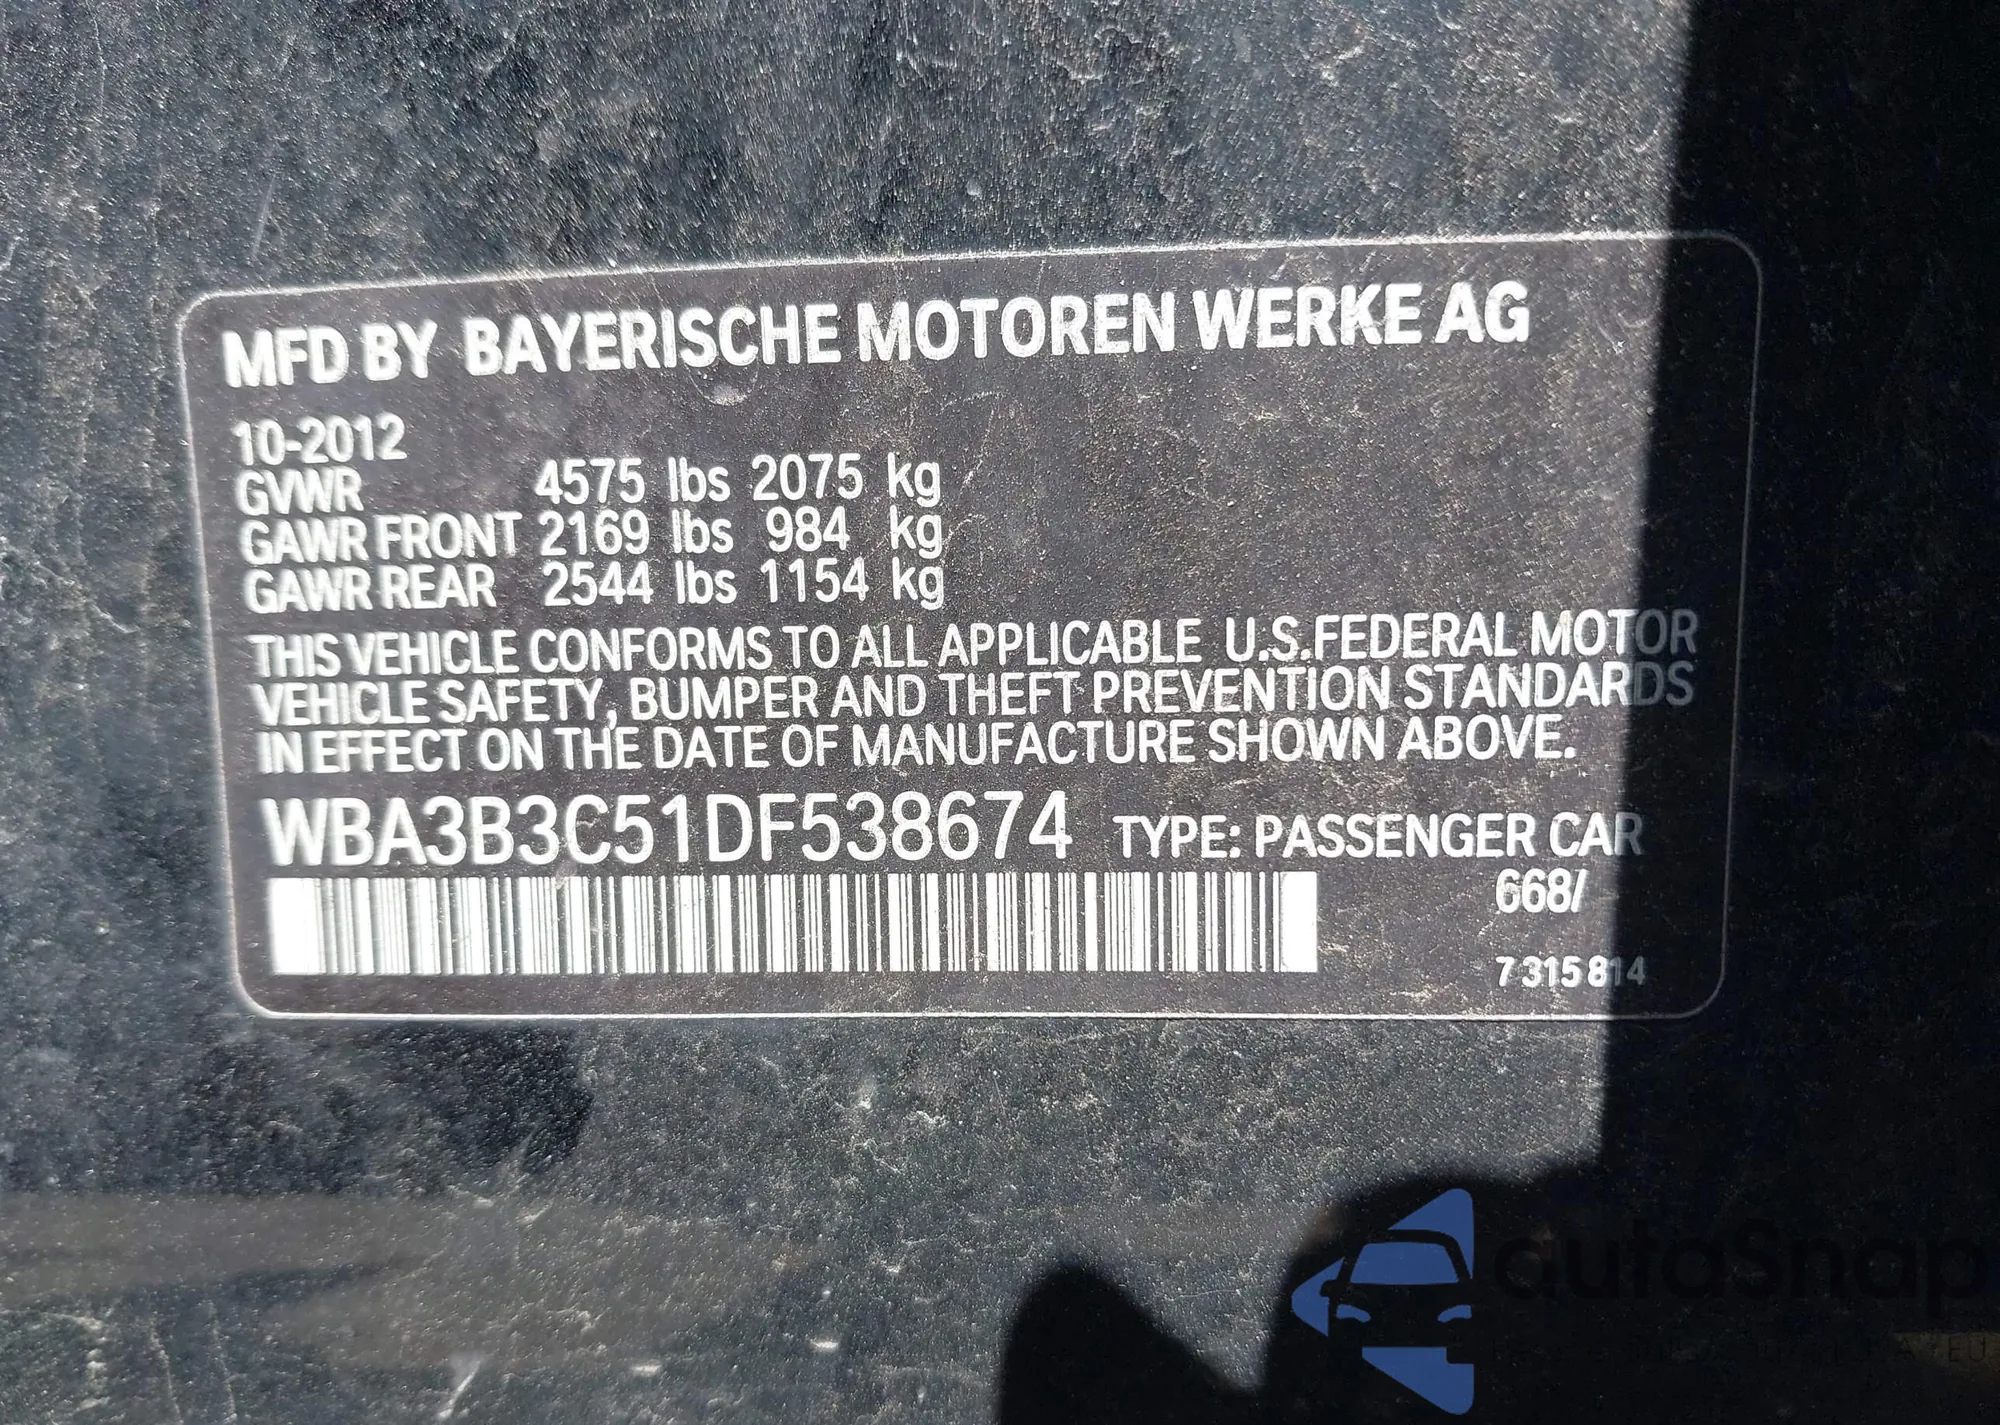 MFD BY BAYERISCHE MOTOREN WERKE AG
10-2012
GVWR 4575 lbs 2075 kg
GAWR FRONT 2169 lbs 984 kg
GAWR REAR 2544 lbs 1154 kg
THIS VEHICLE CONFORMS TO ALL APPLICABLE U.S.FEDERAL MOTOR
VEHICLE SAFETY, BUMPER AND THEFT PREVENTION STANDARDS
IN EFFECT ON THE DATE OF MANUFACTURE SHOWN ABOVE.
WBA3B3C51DF538674 TYPE: PASSENGER CAR
668/
7 315 814
autoSnap